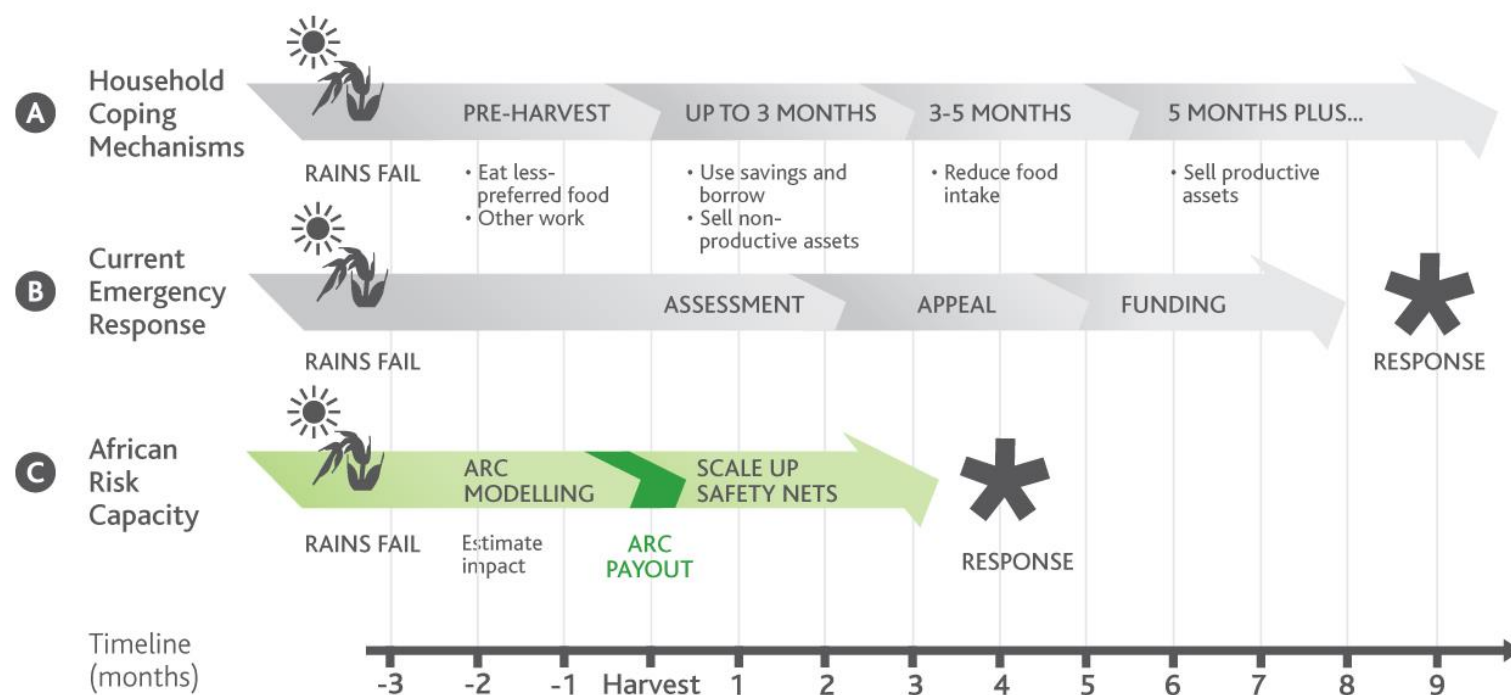 A
Household
Coping
Mechanisms
RAINS FAIL
PRE-HARVEST
• Eat less-
preferred food
• Other work
UP TO 3 MONTHS
• Use savings and
borrow
• Sell non-
productive assets
3-5 MONTHS
• Reduce food
intake
5 MONTHS PLUS...
• Sell productive
assets
B
Current
Emergency
Response
RAINS FAIL
ASSESSMENT
APPEAL
FUNDING
RESPONSE
C
African
Risk
Capacity
RAINS FAIL
ARC
MODELLING
Estimate
impact
ARC
PAYOUT
SCALE UP
SAFETY NETS
RESPONSE
Timeline
(months)
-3 -2 -1 Harvest 1 2 3 4 5 6 7 8 9